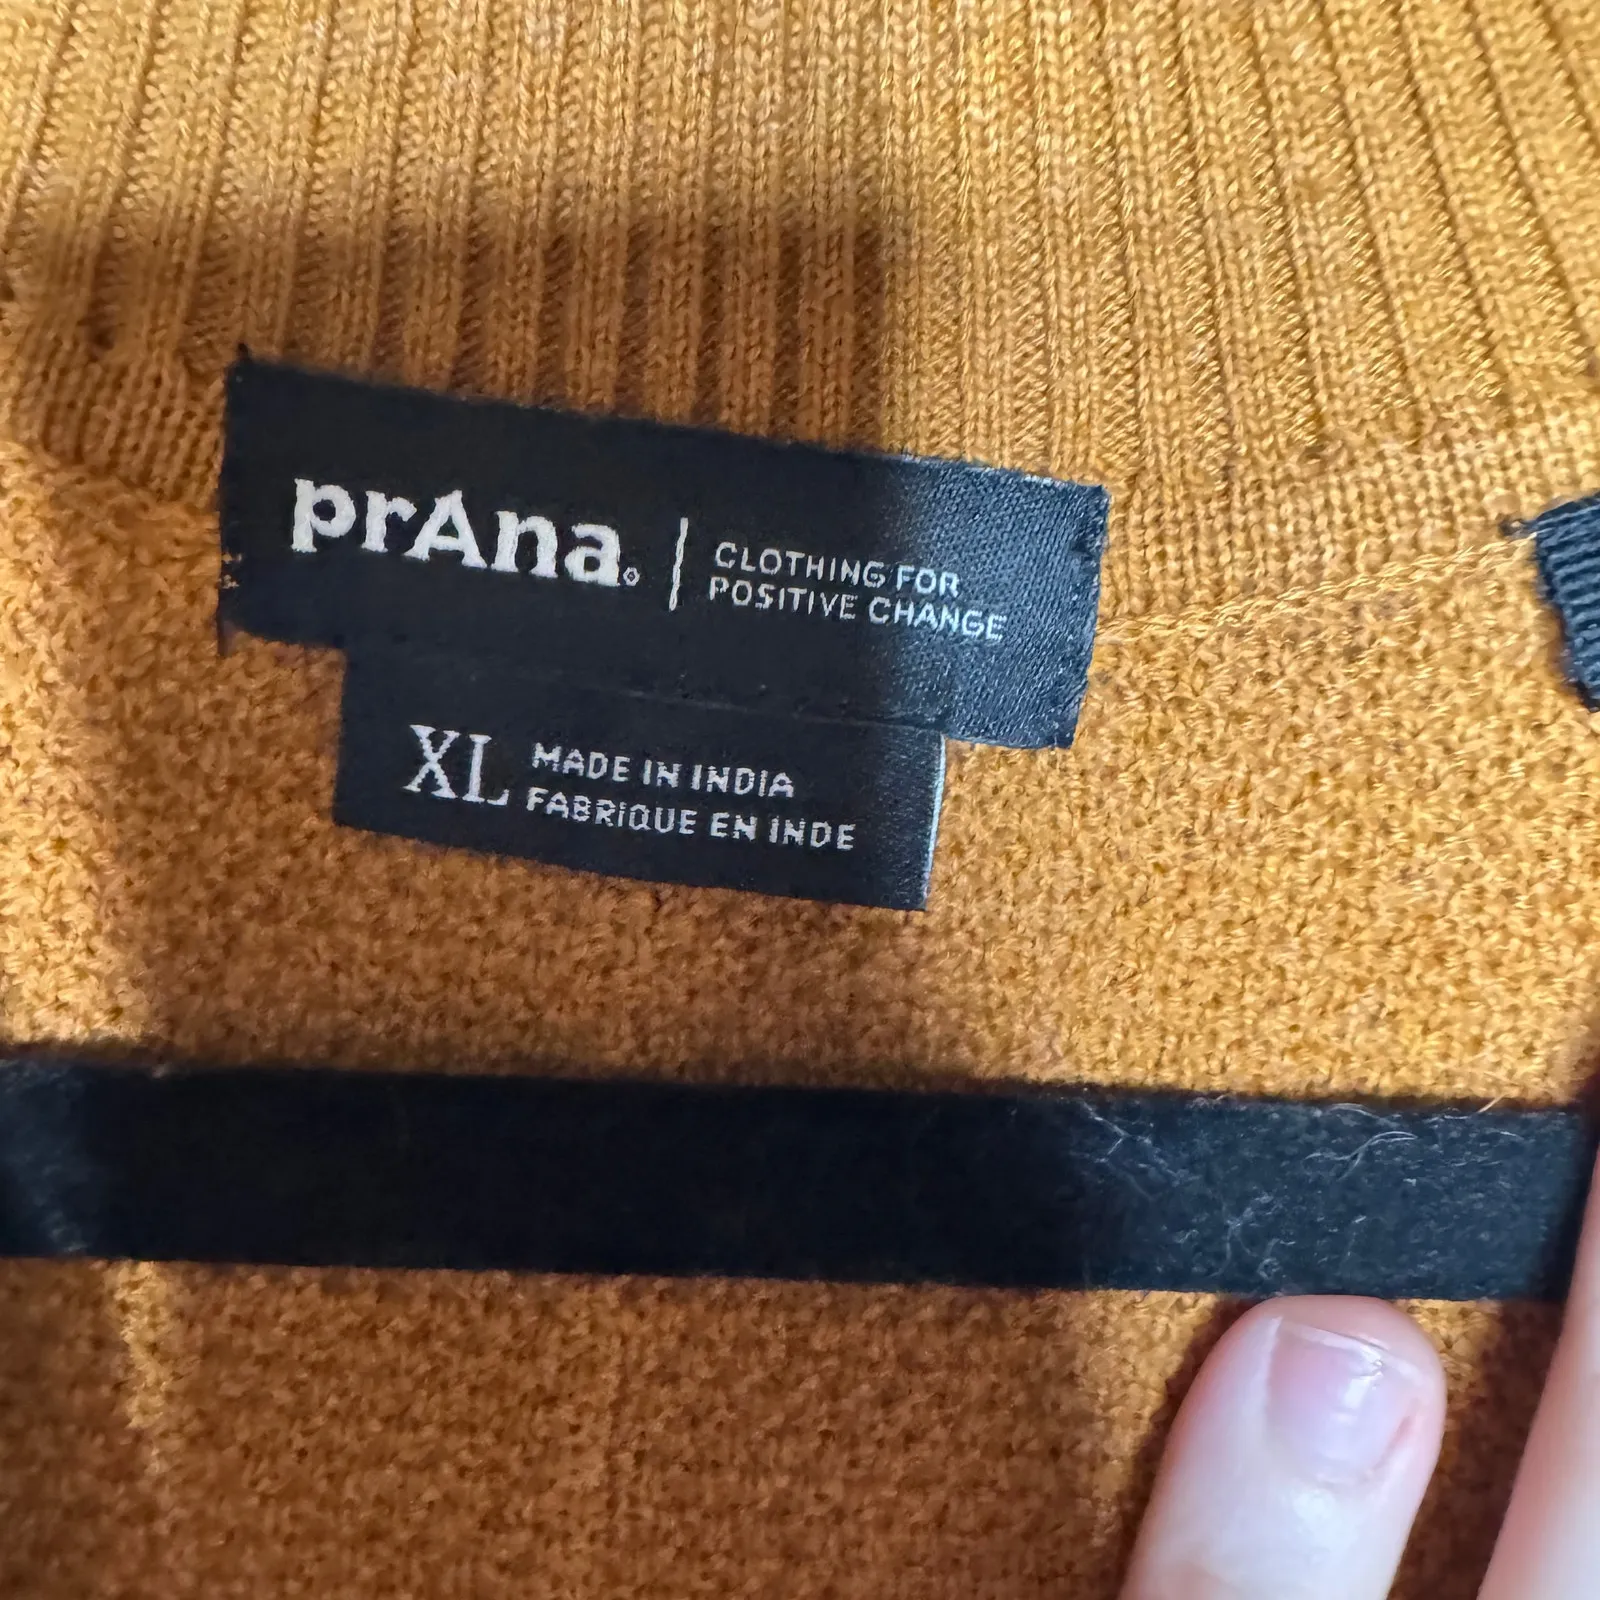 prAna
CLOTHING FOR
POSITIVE CHANGE
XL
MADE IN INDIA
FABRIQUE EN INDE